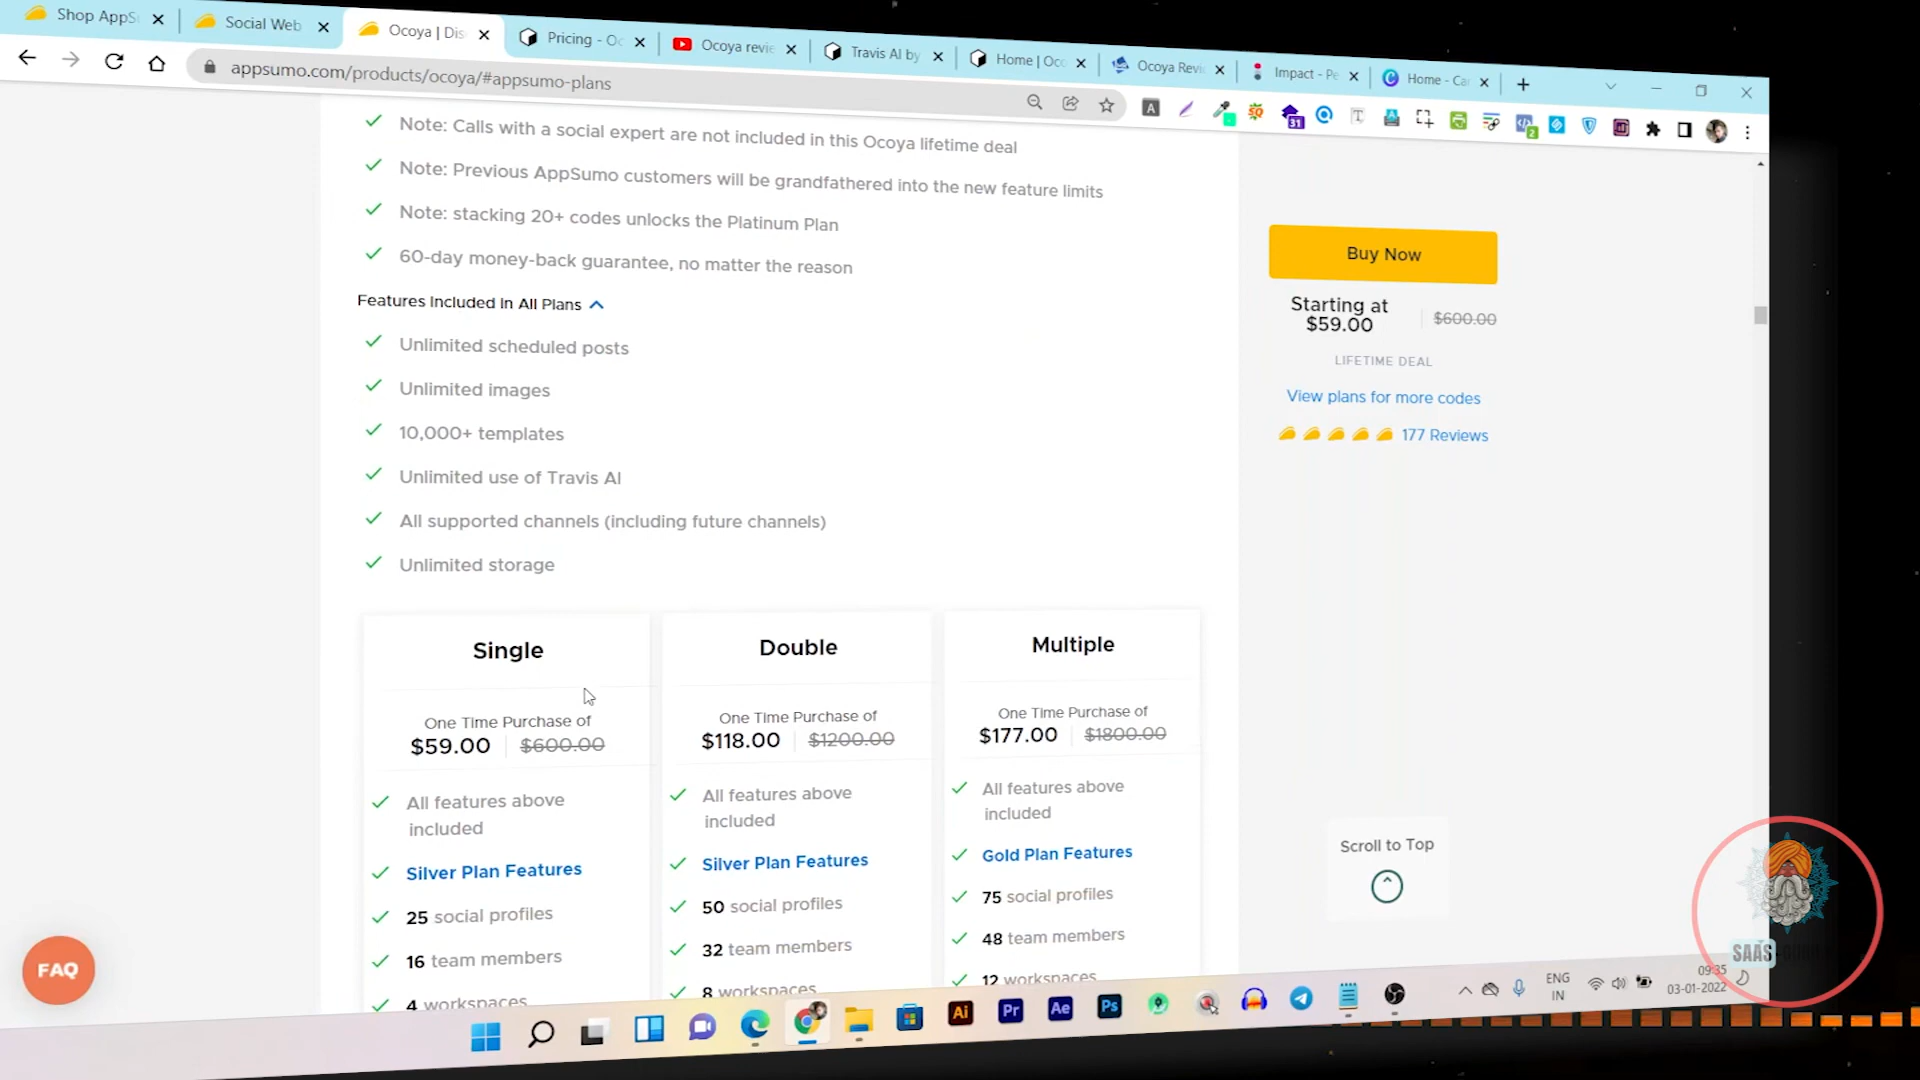 Shop AppS
Social Web
Ocoya | Dis
Pricing - Oc
Ocoya revie
Travis AI by
Home | Oco
Ocoya Revi
Impact - Pe
Home - Ca
appsumo.com/products/ocoya/#appsumo-plans
Note: Calls with a social expert are not included in this Ocoya lifetime deal
Note: Previous AppSumo customers will be grandfathered into the new feature limits
Note: stacking 20+ codes unlocks the Platinum Plan
60-day money-back guarantee, no matter the reason
Features Included in All Plans
Unlimited scheduled posts
Unlimited images
10,000+ templates
Unlimited use of Travis AI
All supported channels (including future channels)
Unlimited storage
Buy Now
Starting at
$59.00 $600.00
LIFETIME DEAL
View plans for more codes
177 Reviews
Single
One Time Purchase of
$59.00 $600.00
All features above
included
Silver Plan Features
25 social profiles
16 team members
4 workspaces
Double
One Time Purchase of
$118.00 $1200.00
All features above
included
Silver Plan Features
50 social profiles
32 team members
8 workspaces
Multiple
One Time Purchase of
$177.00 $1800.00
All features above
included
Gold Plan Features
75 social profiles
48 team members
12 workspaces
Scroll to Top
FAQ
SAAS
Ai
Pr
Ae
Ps
ENG
IN
09:35
03-01-2022